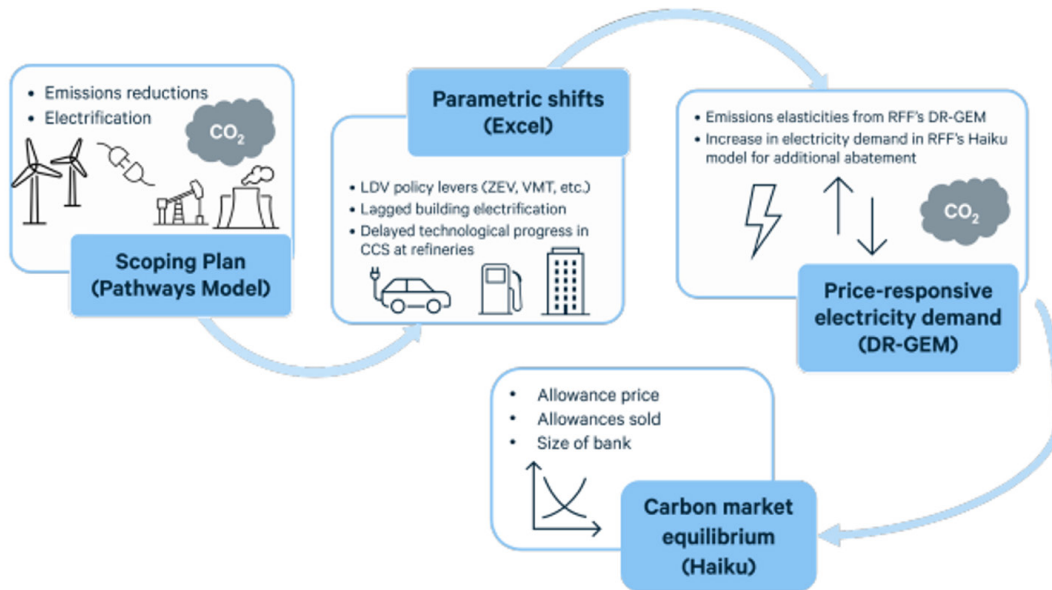 • Emissions reductions
• Electrification
CO₂
Scoping Plan
(Pathways Model)
Parametric shifts
(Excel)
• LDV policy levers (ZEV, VMT, etc.)
• Lagged building electrification
• Delayed technological progress in
CCS at refineries
• Emissions elasticities from RFF's DR-GEM
• Increase in electricity demand in RFF's Haiku
model for additional abatement
CO₂
Price-responsive
electricity demand
(DR-GEM)
• Allowance price
• Allowances sold
• Size of bank
Carbon market
equilibrium
(Haiku)